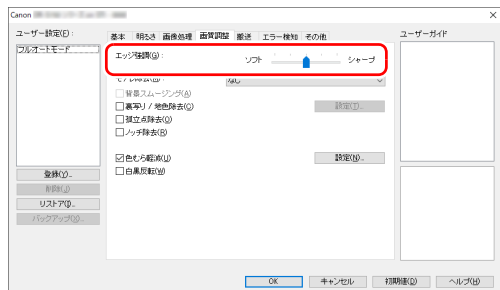 Canon
ユーザー設定(E):
フルオートモード
登録(Y)...
削除(J)
リストア(I)...
バックアップ(X)...
基本 明るさ 画像処理 画質調整 搬送 エラー検知 その他
エッジ強調(G):
ソフト シャープ
モアレ除去(M): なし
背景スムージング(A)
裏写り / 地色除去(C) 設定(T)...
孤立点除去(O)
ノッチ除去(R)
色むら軽減(U) 設定(N)...
白黒反転(W)
ユーザーガイド
OK キャンセル 初期値(D) ヘルプ(H)